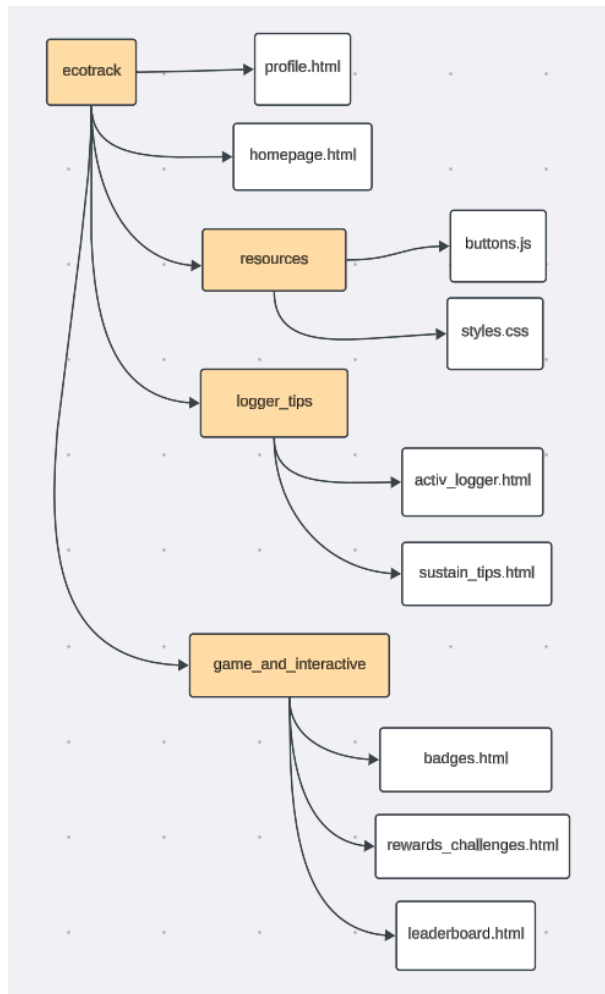 ecotrack
profile.html
homepage.html
resources
buttons.js
styles.css
logger_tips
activ_logger.html
sustain_tips.html
game_and_interactive
badges.html
rewards_challenges.html
leaderboard.html